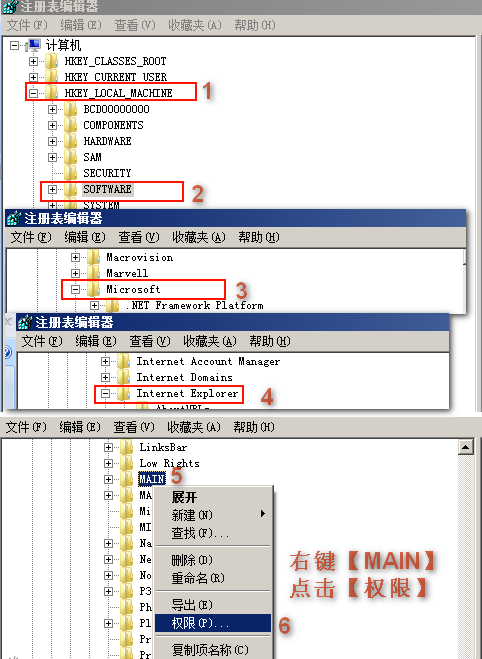 注册表编辑器
文件(F) 编辑(E) 查看(V) 收藏夹(A) 帮助(H)
计算机
HKEY_CLASSES_ROOT
HKEY_CURRENT_USER
HKEY_LOCAL_MACHINE 1
BCD00000000
COMPONENTS
HARDWARE
SAM
SECURITY
SOFTWARE 2
SYSTEM
注册表编辑器
文件(F) 编辑(E) 查看(V) 收藏夹(A) 帮助(H)
Macrovision
Marvell
Microsoft 3
.NET Framework Platform
注册表编辑器
文件(F) 编辑(E) 查看(V) 收藏夹(A) 帮助(H)
Internet Account Manager
Internet Domains
Internet Explorer 4
AboutURLs
文件(F) 编辑(E) 查看(V) 收藏夹(A) 帮助(H)
LinksBar
Low Rights
MAIN 5
MA
Mi
MI
Na
Ne
No
P3
Ph
Pl
Pr
Pr
展开
新建(N)
查找(F)...
删除(D)
重命名(R)
导出(E)
权限(P)... 6
复制项名称(C)
右键【MAIN】
点击【权限】